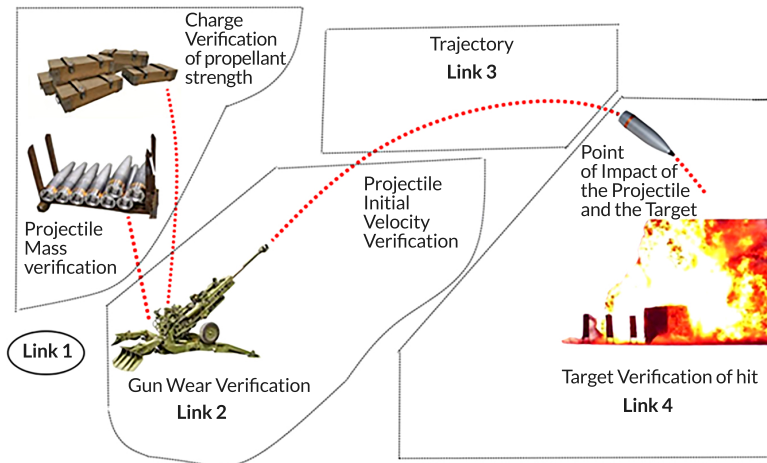 Charge
Verification
of propellant
strength
Projectile
Mass
verification
Link 1
Trajectory
Link 3
Projectile
Initial
Velocity
Verification
Gun Wear Verification
Link 2
Point
of Impact of
the Projectile
and the Target
Target Verification of hit
Link 4